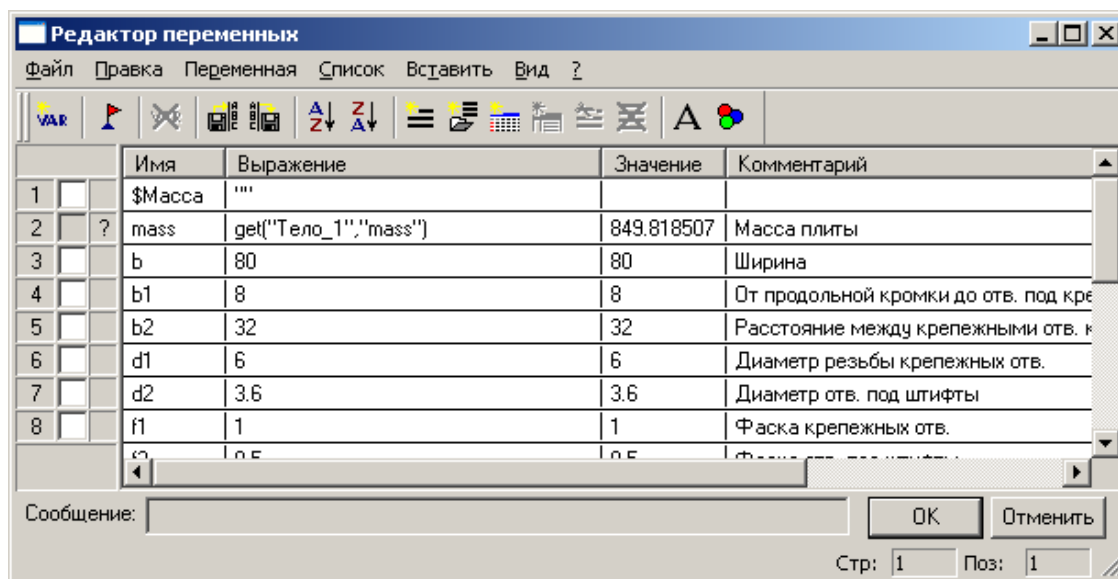 Редактор переменных
Файл Правка Переменная Список Вставить Вид ?
VAR A Z Z A A
Имя Выражение Значение Комментарий
1 $Масса ""
2 ? mass get("Тело_1","mass") 849.818507 Масса плиты
3 b 80 80 Ширина
4 b1 8 8 От продольной кромки до отв. под кре
5 b2 32 32 Расстояние между крепежными отв. к
6 d1 6 6 Диаметр резьбы крепежных отв.
7 d2 3.6 3.6 Диаметр отв. под штифты
8 f1 1 1 Фаска крепежных отв.
Сообщение: OK Отменить
Стр: 1 Поз: 1